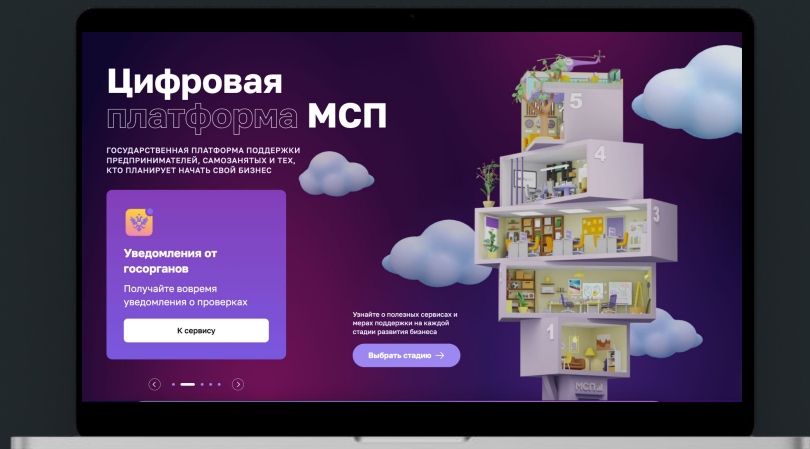 Цифровая
платформа МСП
ГОСУДАРСТВЕННАЯ ПЛАТФОРМА ПОДДЕРЖКИ
ПРЕДПРИНИМАТЕЛЕЙ, САМОЗАНЯТЫХ И ТЕХ,
КТО ПЛАНИРУЕТ НАЧАТЬ СВОЙ БИЗНЕС
Уведомления от
госорганов
Получайте вовремя
уведомления о проверках
К сервису
Узнайте о полезных сервисах и
мерах поддержки на каждой
стадии развития бизнеса
Выбрать стадию
5
4
3
1
МСП